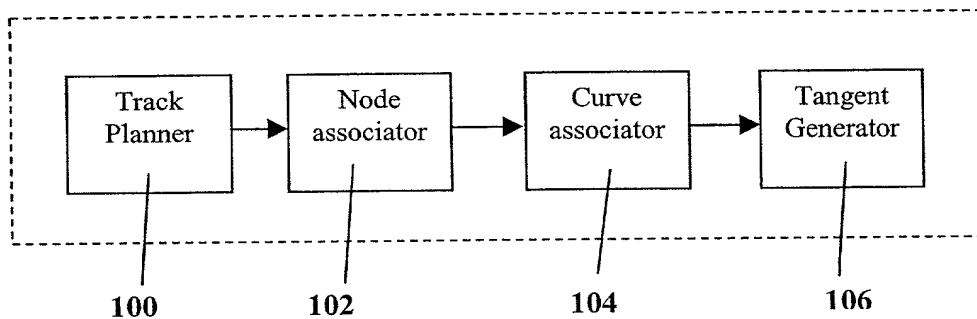 Track
Planner
Node
associator
Curve
associator
Tangent
Generator
100
102
104
106